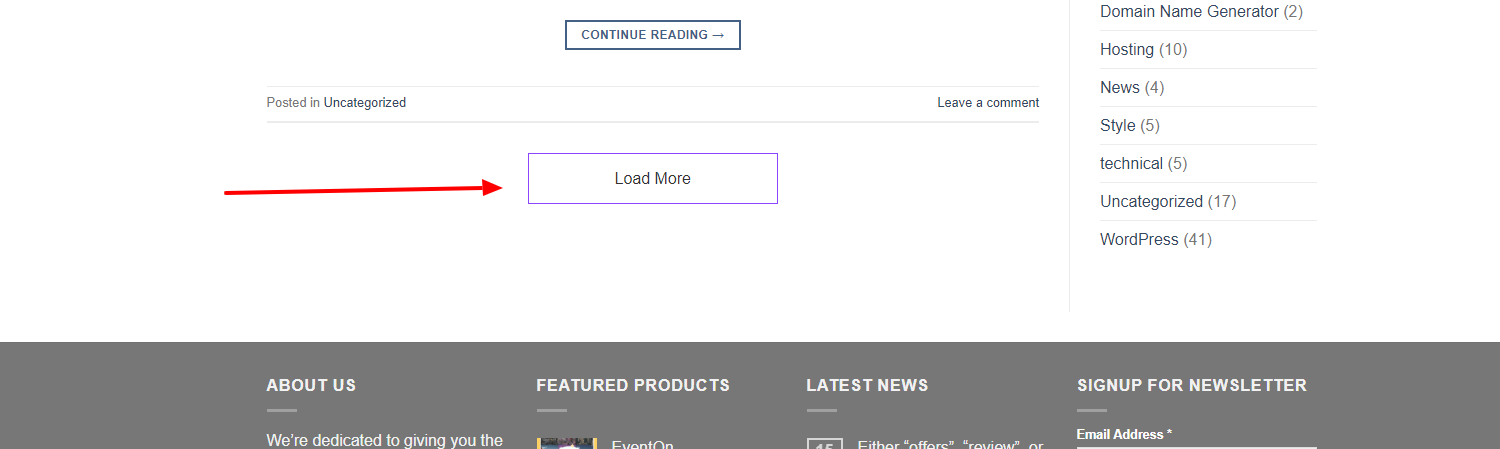 CONTINUE READING →
Posted in Uncategorized
Leave a comment
Load More
Domain Name Generator (2)
Hosting (10)
News (4)
Style (5)
technical (5)
Uncategorized (17)
WordPress (41)
ABOUT US
We’re dedicated to giving you the
FEATURED PRODUCTS
EventOn
LATEST NEWS
15
Either “offers”, “review”, or
SIGNUP FOR NEWSLETTER
Email Address *